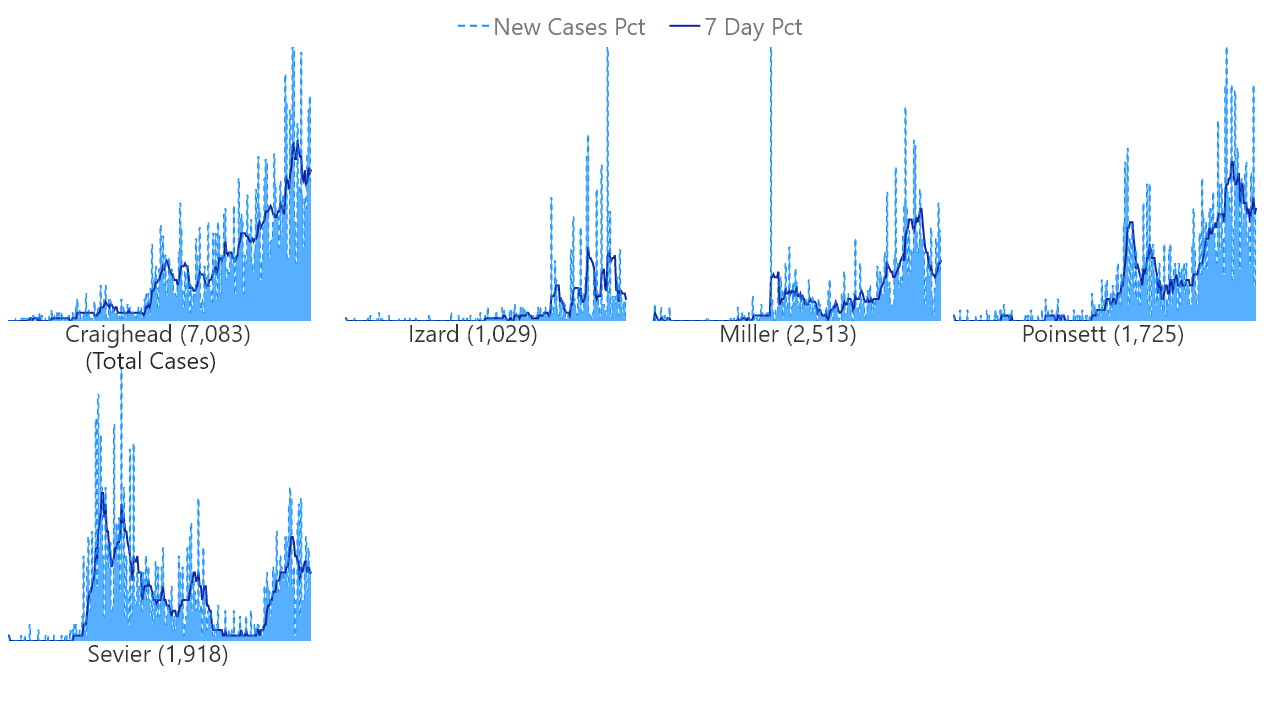 New Cases Pct 7 Day Pct
Craighead (7,083)
(Total Cases)
Izard (1,029)
Miller (2,513)
Poinsett (1,725)
Sevier (1,918)